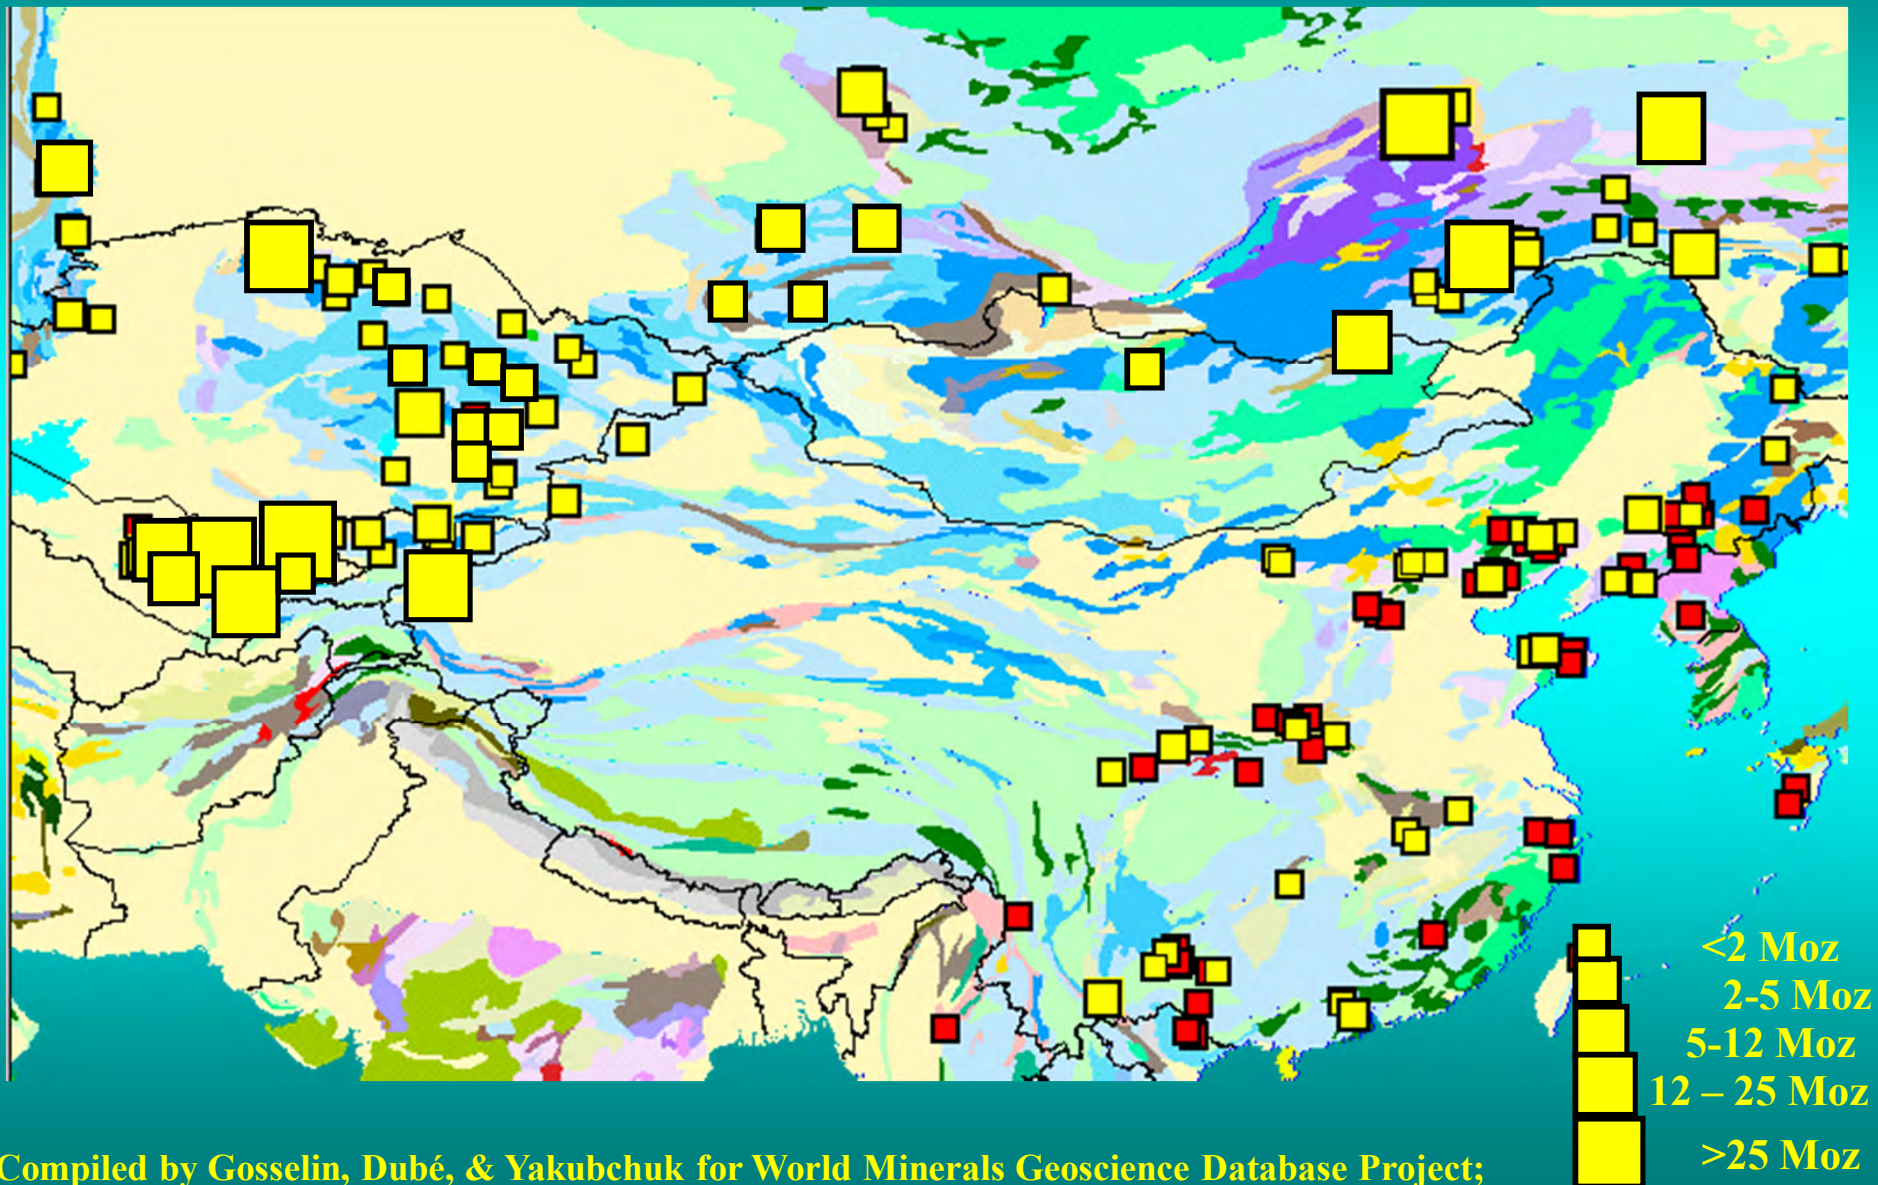 <2 Moz
2-5 Moz
5-12 Moz
12 – 25 Moz
>25 Moz
Compiled by Gosselin, Dubé, & Yakubchuk for World Minerals Geoscience Database Project;